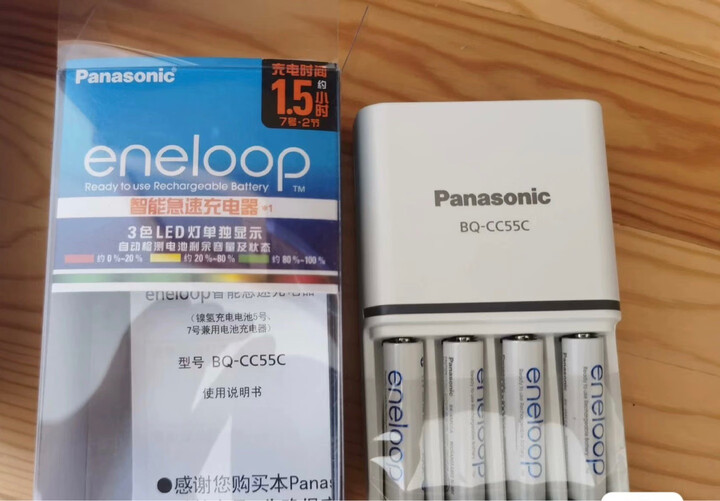 Panasonic
充电时间
约
1.5小时
7号·2节
eneloop
TM
Ready to use Rechargeable Battery
智能急速充电器 *1
3色LED灯单独显示
自动检测电池剩余容量及状态
约 0 %-20 % 约 20 %-80 % 约 80 %-100 %
eneloop智能急速充电器
(镍氢充电电池5号、
7号兼用电池充电器)
型号 BQ-CC55C
使用说明书
●感谢您购买本Panas
Panasonic
BQ-CC55C
eneloop
Panasonic
eneloop
eneloop
Panasonic
eneloop